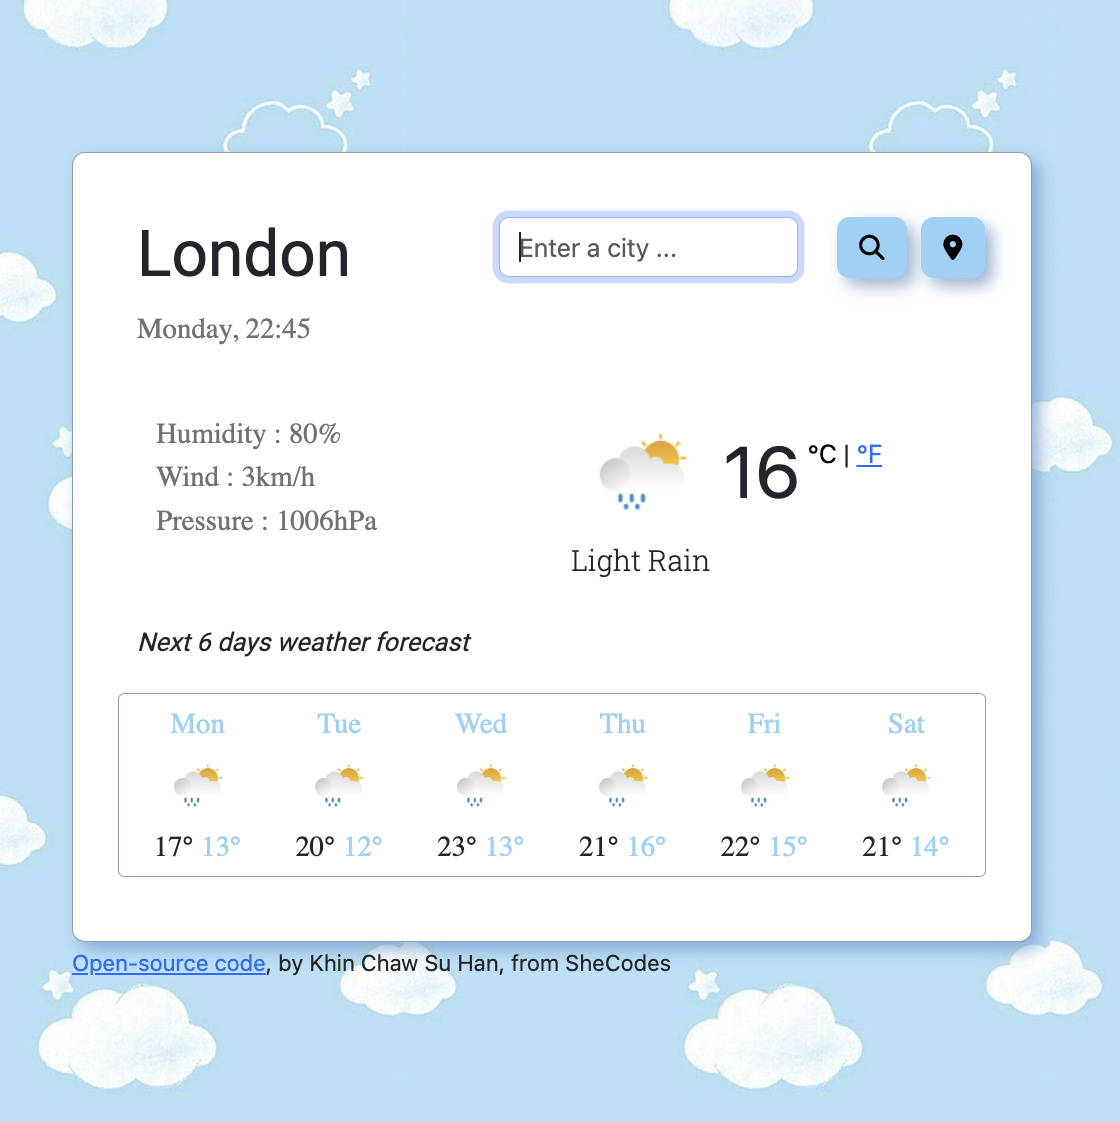 London
Enter a city ...
Monday, 22:45
Humidity : 80%
Wind : 3km/h
Pressure : 1006hPa
16 °C | °F
Light Rain
Next 6 days weather forecast
Mon Tue Wed Thu Fri Sat
17° 13° 20° 12° 23° 13° 21° 16° 22° 15° 21° 14°
Open-source code, by Khin Chaw Su Han, from SheCodes